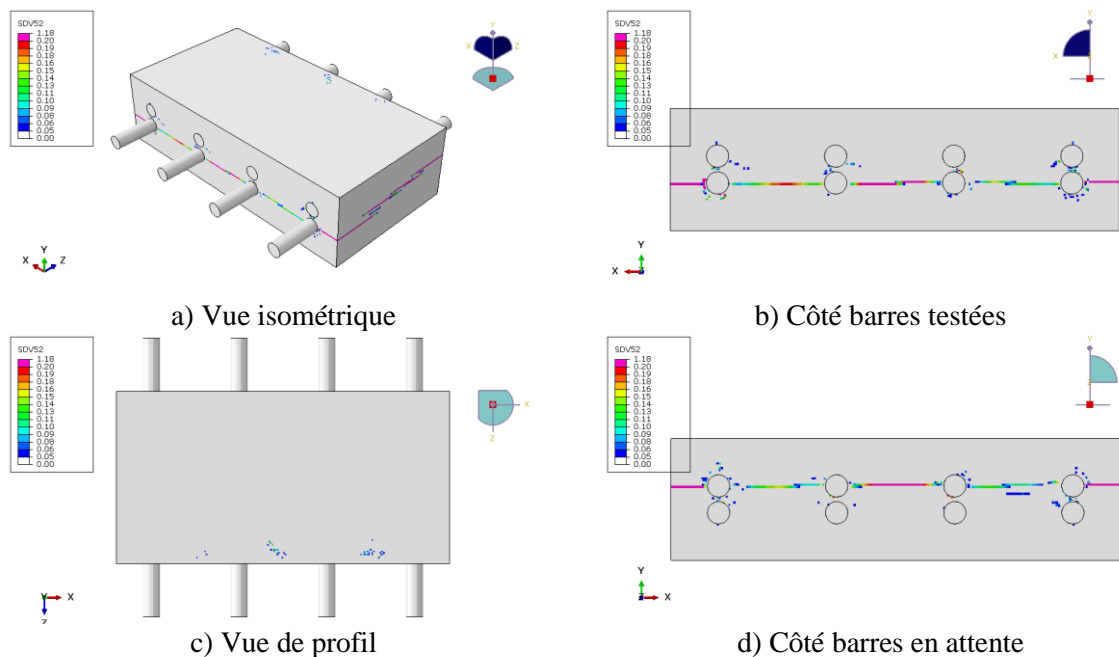 SDV52
1.18
0.20
0.19
0.18
0.16
0.15
0.14
0.13
0.11
0.10
0.09
0.08
0.06
0.05
0.00
Y
X
Z
Y
X
Z
a) Vue isométrique
SDV52
1.18
0.20
0.19
0.18
0.16
0.15
0.14
0.13
0.11
0.10
0.09
0.08
0.06
0.05
0.00
Y
X
Y
X
b) Côté barres testées
SDV52
1.18
0.20
0.19
0.18
0.16
0.15
0.14
0.13
0.11
0.10
0.09
0.08
0.06
0.05
0.00
X
Z
X
Z
c) Vue de profil
SDV52
1.18
0.20
0.19
0.18
0.16
0.15
0.14
0.13
0.11
0.10
0.09
0.08
0.06
0.05
0.00
Y
Y
X
d) Côté barres en attente